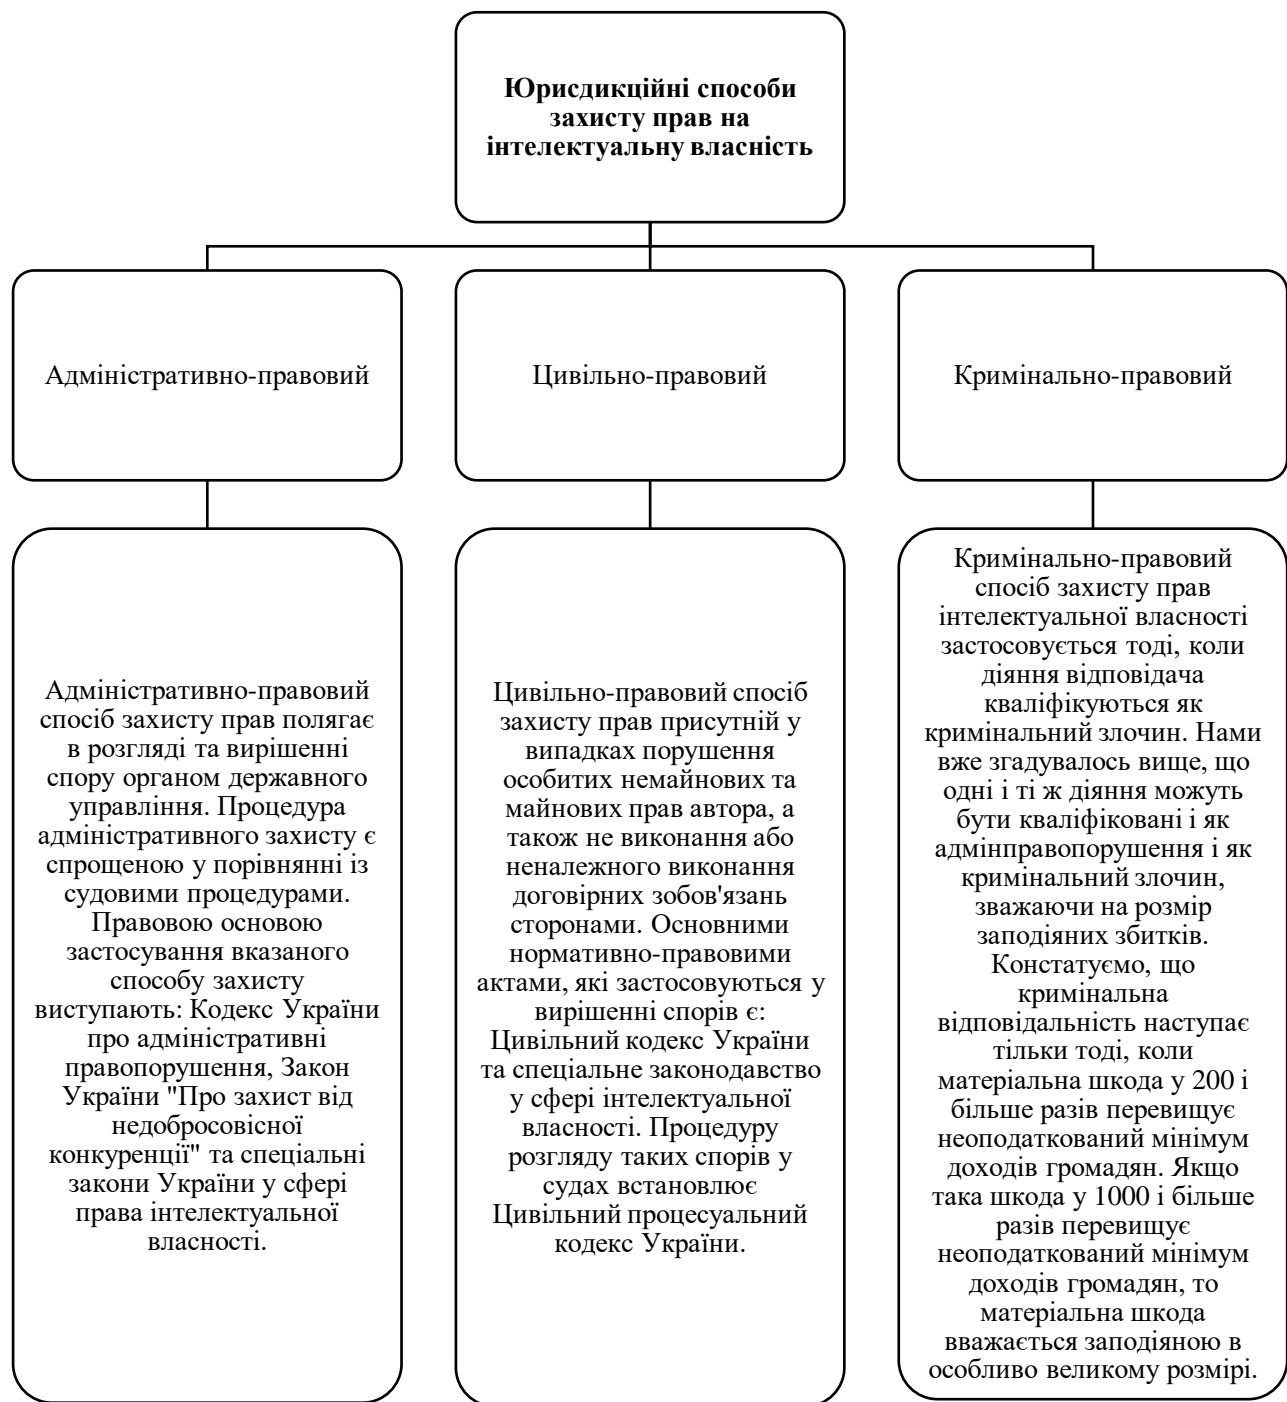 Юрисдикційні способи
захисту прав на
інтелектуальну власність
Адміністративно-правовий
Цивільно-правовий
Кримінально-правовий
Адміністративно-правовий
спосіб захисту прав полягає
в розгляді та вирішенні
спору органом державного
управління. Процедура
адміністративного захисту є
спрощеною у порівнянні із
судовими процедурами.
Правовою основою
застосування вказаного
способу захисту
виступають: Кодекс України
про адміністративні
правопорушення, Закон
України "Про захист від
недобросовісної
конкуренції" та спеціальні
закони України у сфері
права інтелектуальної
власності.
Цивільно-правовий спосіб
захисту прав присутній у
випадках порушення
особитих немайнових та
майнових прав автора, а
також не виконання або
неналежного виконання
договірних зобов'язань
сторонами. Основними
нормативно-правовими
актами, які застосовуються у
вирішенні спорів є:
Цивільний кодекс України
та спеціальне законодавство
у сфері інтелектуальної
власності. Процедуру
розгляду таких спорів у
судах встановлює
Цивільний процесуальний
кодекс України.
Кримінально-правовий
спосіб захисту прав
інтелектуальної власності
застосовується тоді, коли
діяння відповідача
кваліфікуються як
кримінальний злочин. Нами
вже згадувалось вище, що
одні і ті ж діяння можуть
бути кваліфіковані і як
адмінправопорушення і як
кримінальний злочин,
зважаючи на розмір
заподіяних збитків.
Констатуємо, що
кримінальна
відповідальність наступає
тільки тоді, коли
матеріальна шкода у 200 і
більше разів перевищує
неоподаткований мінімум
доходів громадян. Якщо
така шкода у 1000 і більше
разів перевищує
неоподаткований мінімум
доходів громадян, то
матеріальна шкода
вважається заподіяною в
особливо великому розмірі.